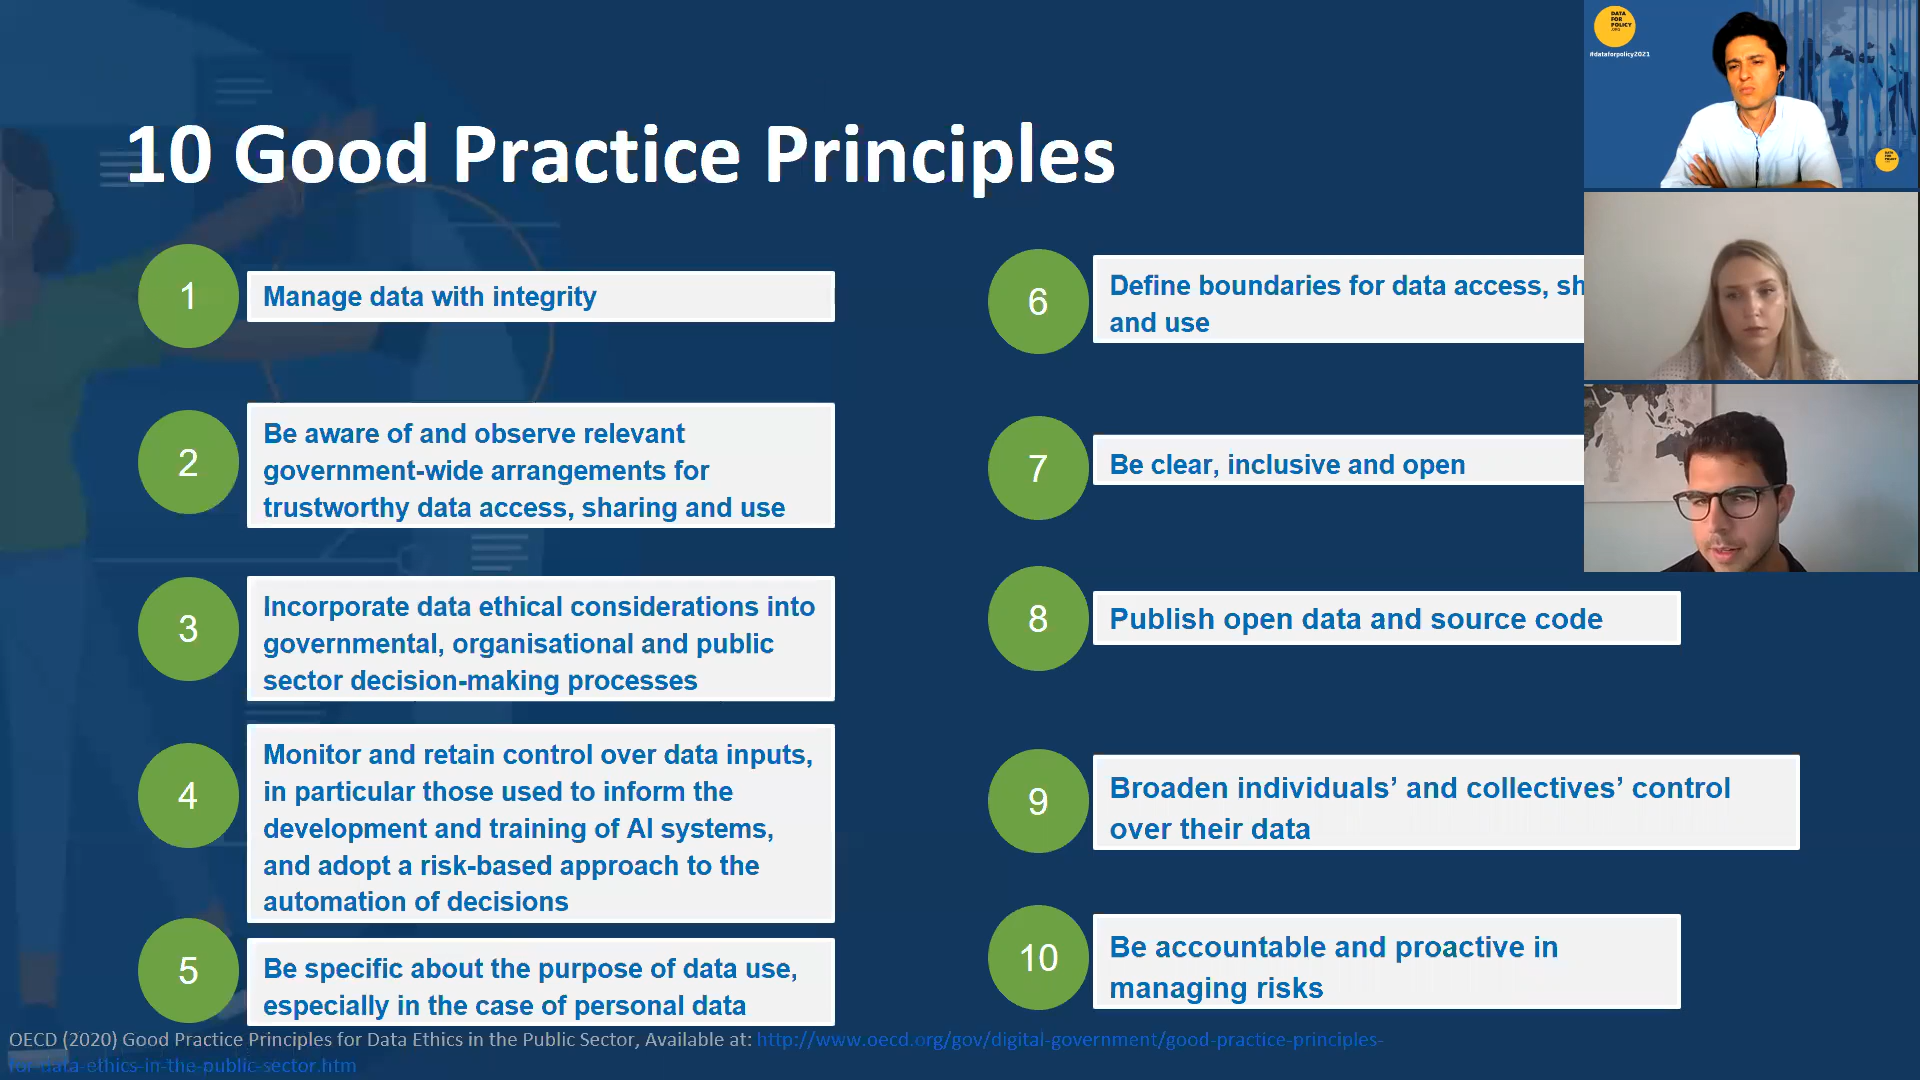 10 Good Practice Principles
1
Manage data with integrity
2
Be aware of and observe relevant
government-wide arrangements for
trustworthy data access, sharing and use
3
Incorporate data ethical considerations into
governmental, organisational and public
sector decision-making processes
4
Monitor and retain control over data inputs,
in particular those used to inform the
development and training of AI systems,
and adopt a risk-based approach to the
automation of decisions
5
Be specific about the purpose of data use,
especially in the case of personal data
6
Define boundaries for data access, sh
and use
7
Be clear, inclusive and open
8
Publish open data and source code
9
Broaden individuals’ and collectives’ control
over their data
10
Be accountable and proactive in
managing risks
OECD (2020) Good Practice Principles for Data Ethics in the Public Sector, Available at: http://www.oecd.org/gov/digital-government/good-practice-principles-
for-data-ethics-in-the-public-sector.htm
DATA
FOR
POLICY
.ORG
#dataforpolicy2021
DATA
FOR
POLICY